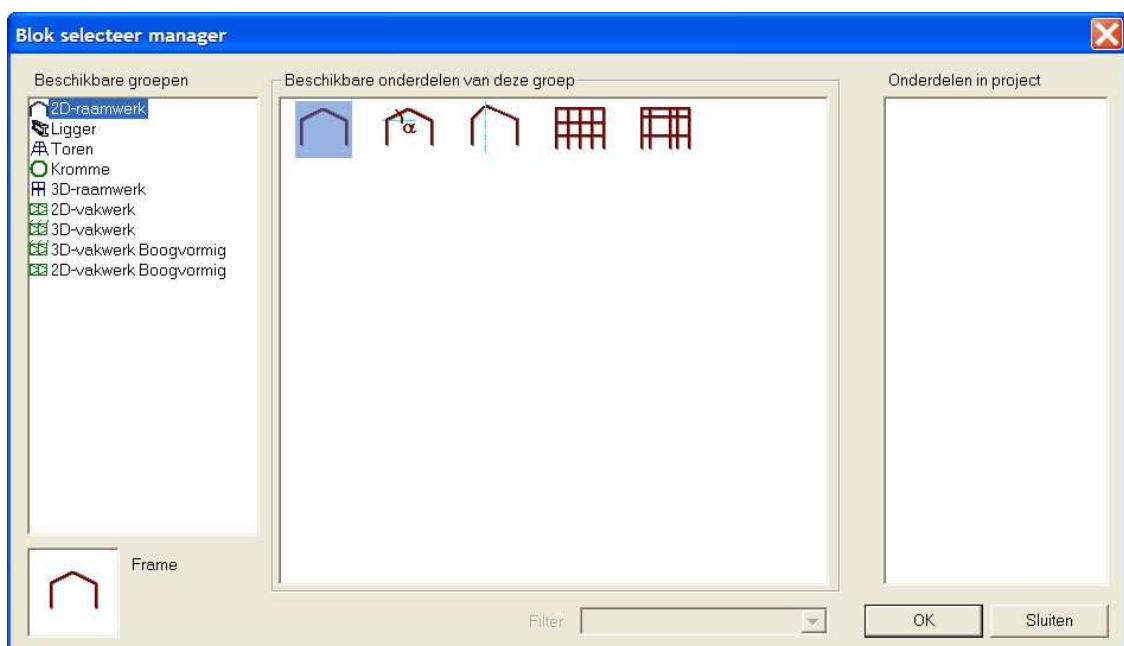 Blok selecteer manager
Beschikbare groepen
2D-raamwerk
Ligger
Toren
Kromme
3D-raamwerk
2D-vakwerk
3D-vakwerk
3D-vakwerk Boogvormig
2D-vakwerk Boogvormig
Frame
Beschikbare onderdelen van deze groep
α
Filter
Onderdelen in project
OK
Sluiten